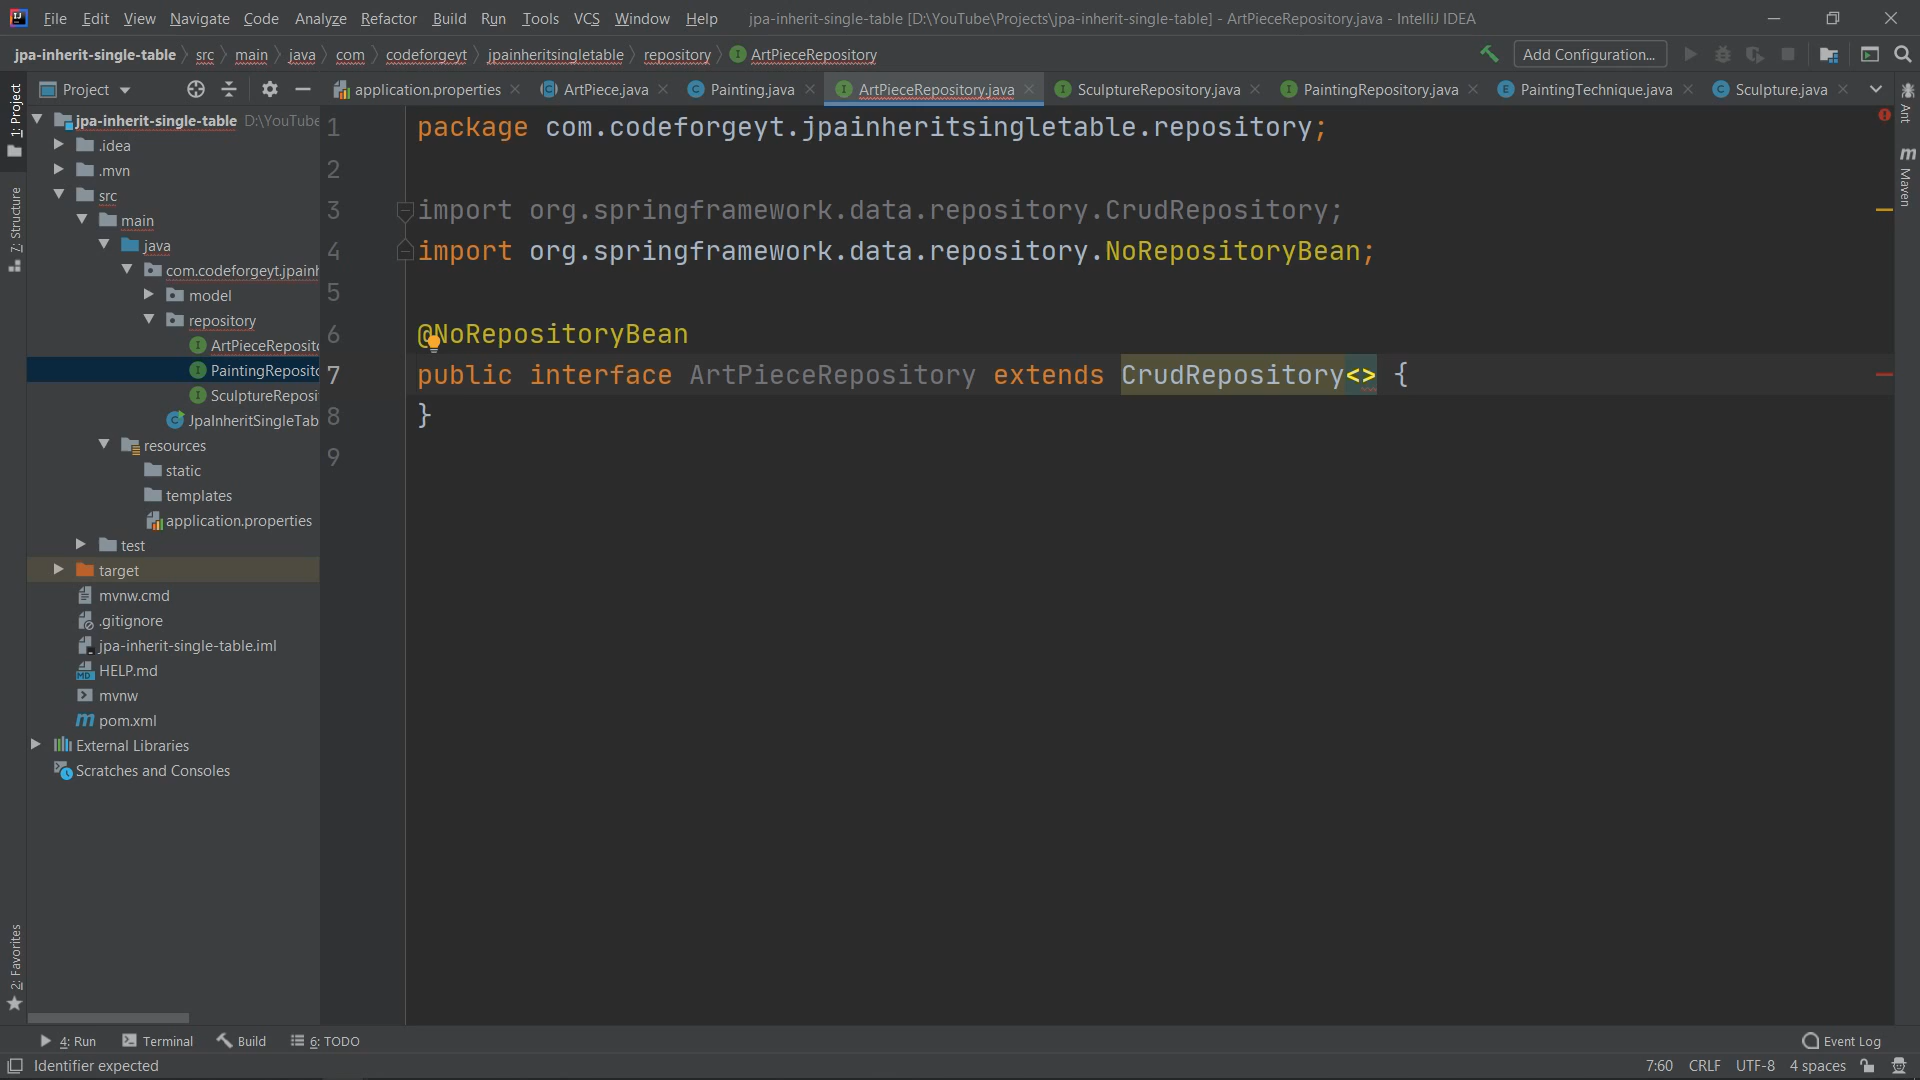 File Edit View Navigate Code Analyze Refactor Build Run Tools VCS Window Help jpa-inherit-single-table [D:\YouTube\Projects\jpa-inherit-single-table] - ArtPieceRepository.java - IntelliJ IDEA
jpa-inherit-single-table src main java com codeforgeyt jpainheritsingletable repository ArtPieceRepository Add Configuration...
Project application.properties ArtPiece.java Painting.java ArtPieceRepository.java SculptureRepository.java PaintingRepository.java PaintingTechnique.java Sculpture.java
1: Project
7: Structure
2: Favorites
jpa-inherit-single-table D:\YouTube
.idea
.mvn
src
main
java
com.codeforgeyt.jpainh
model
repository
ArtPieceReposito
PaintingReposito
SculptureReposi
JpaInheritSingleTab
resources
static
templates
application.properties
test
target
mvnw.cmd
.gitignore
jpa-inherit-single-table.iml
HELP.md
mvnw
pom.xml
External Libraries
Scratches and Consoles
1 package com.codeforgeyt.jpainheritsingletable.repository;
2
3 import org.springframework.data.repository.CrudRepository;
4 import org.springframework.data.repository.NoRepositoryBean;
5
6 @NoRepositoryBean
7 public interface ArtPieceRepository extends CrudRepository<> {
8 }
9
Ant
Maven
4: Run Terminal Build 6: TODO Event Log
Identifier expected 7:60 CRLF UTF-8 4 spaces